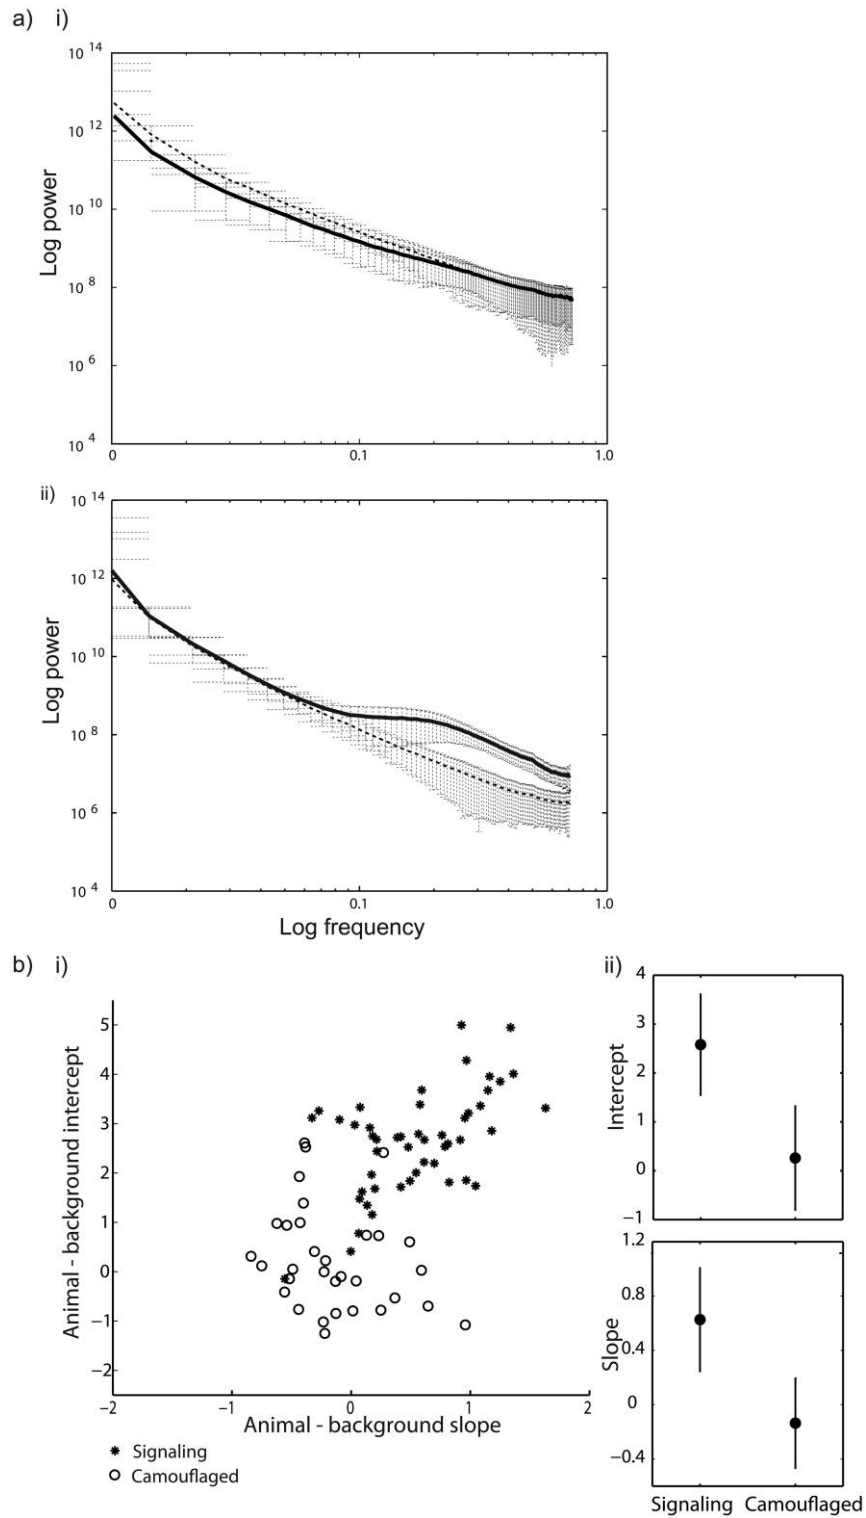 a) i)
10 14
10 12
10 10
10 8
10 6
10 4
Log power
0 0.1 1.0
ii)
10 14
10 12
10 10
10 8
10 6
10 4
Log power
0 0.1 1.0
Log frequency
b) i)
5
4
3
2
1
0
−1
−2
Animal - background intercept
−2 −1 0 1 2
Animal - background slope
Signaling
Camouflaged
ii)
4
3
2
1
0
−1
Intercept
1.2
0.8
0.4
0
−0.4
Slope
Signaling Camouflaged